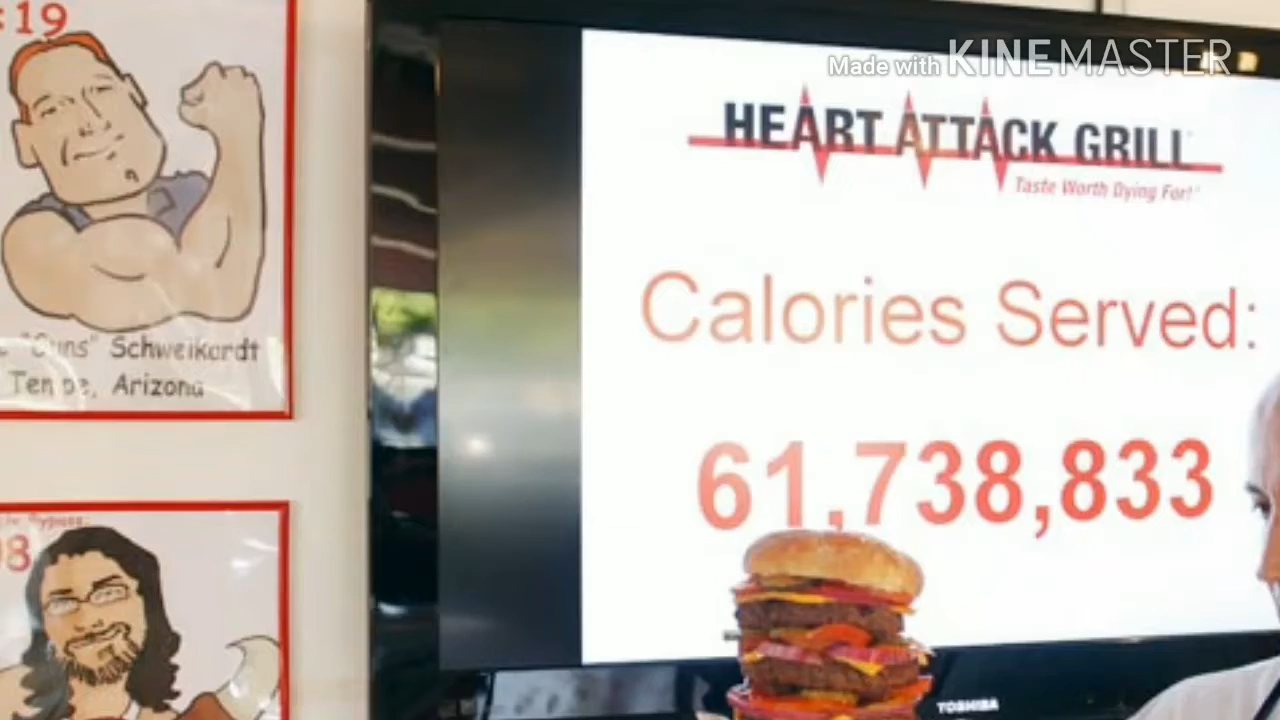 :19
"Guns" Schweikardt
Tempe, Arizona
Made with KINEMASTER
HEART ATTACK GRILL
Taste Worth Dying For!
Calories Served:
61,738,833
TOSHIBA